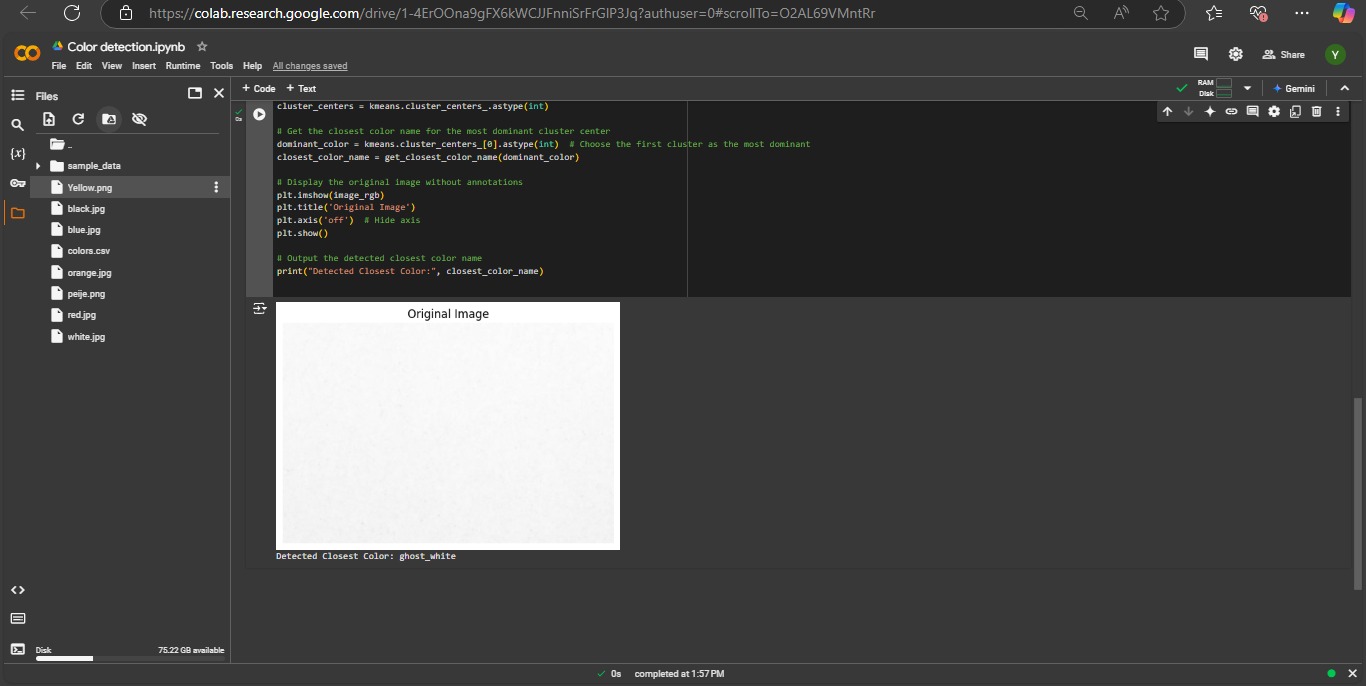 https://colab.research.google.com/drive/1-4ErOOna9gFX6kWCJJFnniSrFrGlP3Jq?authuser=0#scrollTo=O2AL69VMntRr
Color detection.ipynb
File Edit View Insert Runtime Tools Help All changes saved
Share
Y
Files
+ Code + Text
RAM
Disk
Gemini
..
sample_data
Yellow.png
black.jpg
blue.jpg
colors.csv
orange.jpg
peije.png
red.jpg
white.jpg
0s
cluster_centers = kmeans.cluster_centers_.astype(int)
# Get the closest color name for the most dominant cluster center
dominant_color = kmeans.cluster_centers_[0].astype(int)  # Choose the first cluster as the most dominant
closest_color_name = get_closest_color_name(dominant_color)
# Display the original image without annotations
plt.imshow(image_rgb)
plt.title('Original Image')
plt.axis('off')  # Hide axis
plt.show()
# Output the detected closest color name
print("Detected Closest Color:", closest_color_name)
Original Image
Detected Closest Color: ghost_white
Disk 75.22 GB available
0s completed at 1:57 PM